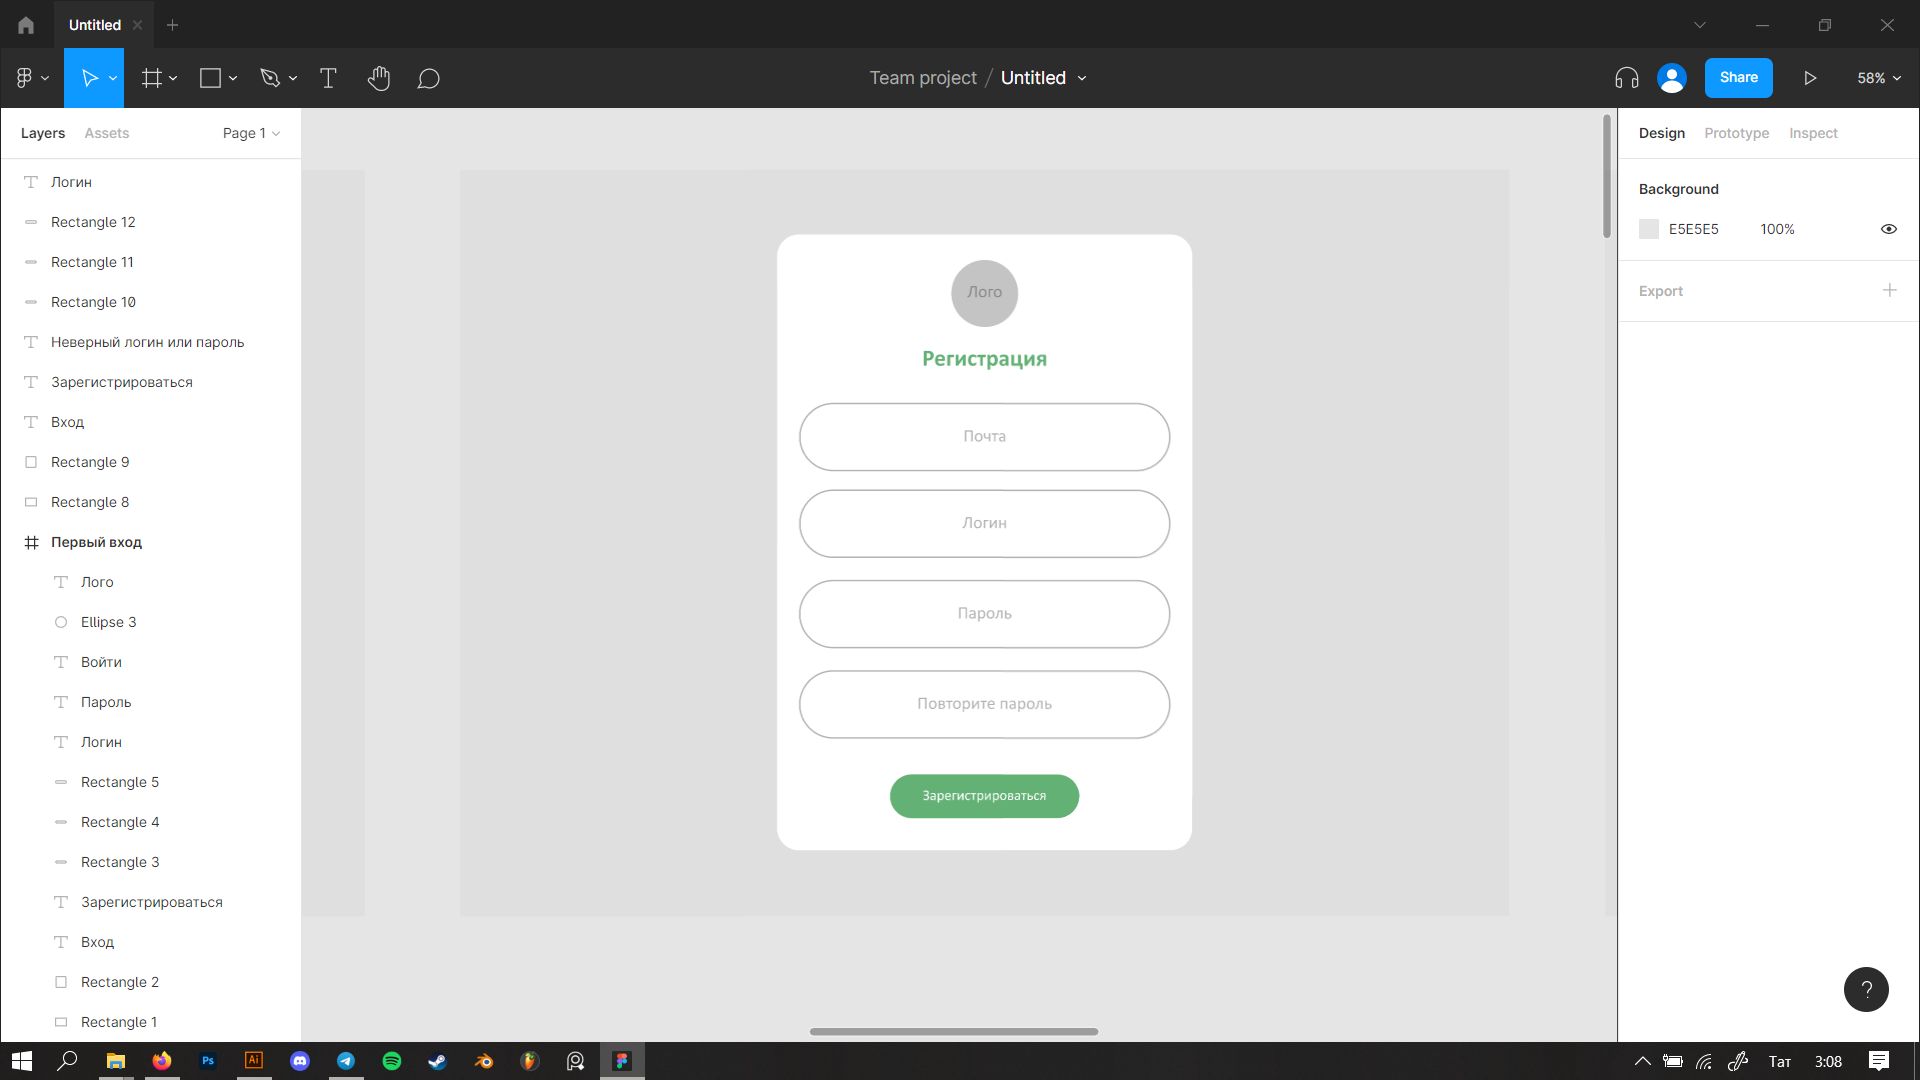 Untitled
Team project / Untitled
Share
58%
Layers
Assets
Page 1
Логин
Rectangle 12
Rectangle 11
Rectangle 10
Неверный логин или пароль
Зарегистрироваться
Вход
Rectangle 9
Rectangle 8
Первый вход
Лого
Ellipse 3
Войти
Пароль
Логин
Rectangle 5
Rectangle 4
Rectangle 3
Зарегистрироваться
Вход
Rectangle 2
Rectangle 1
Лого
Регистрация
Почта
Логин
Пароль
Повторите пароль
Зарегистрироваться
Design
Prototype
Inspect
Background
E5E5E5
100%
Export
?
Ps
Ai
Тат
3:08